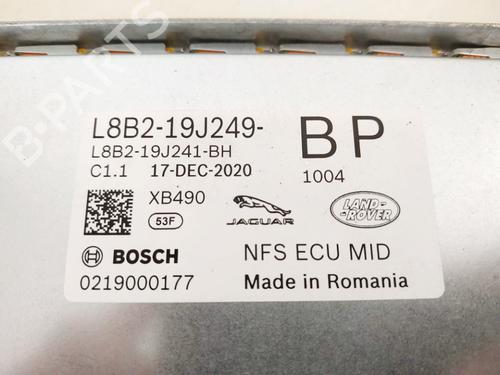 B-PARTS
L8B2-19J249- BP
L8B2-19J241-BH
C1.1 17-DEC-2020 1004
XB490
53F
JAGUAR
LAND-
ROVER
BOSCH NFS ECU MID
0219000177 Made in Romania